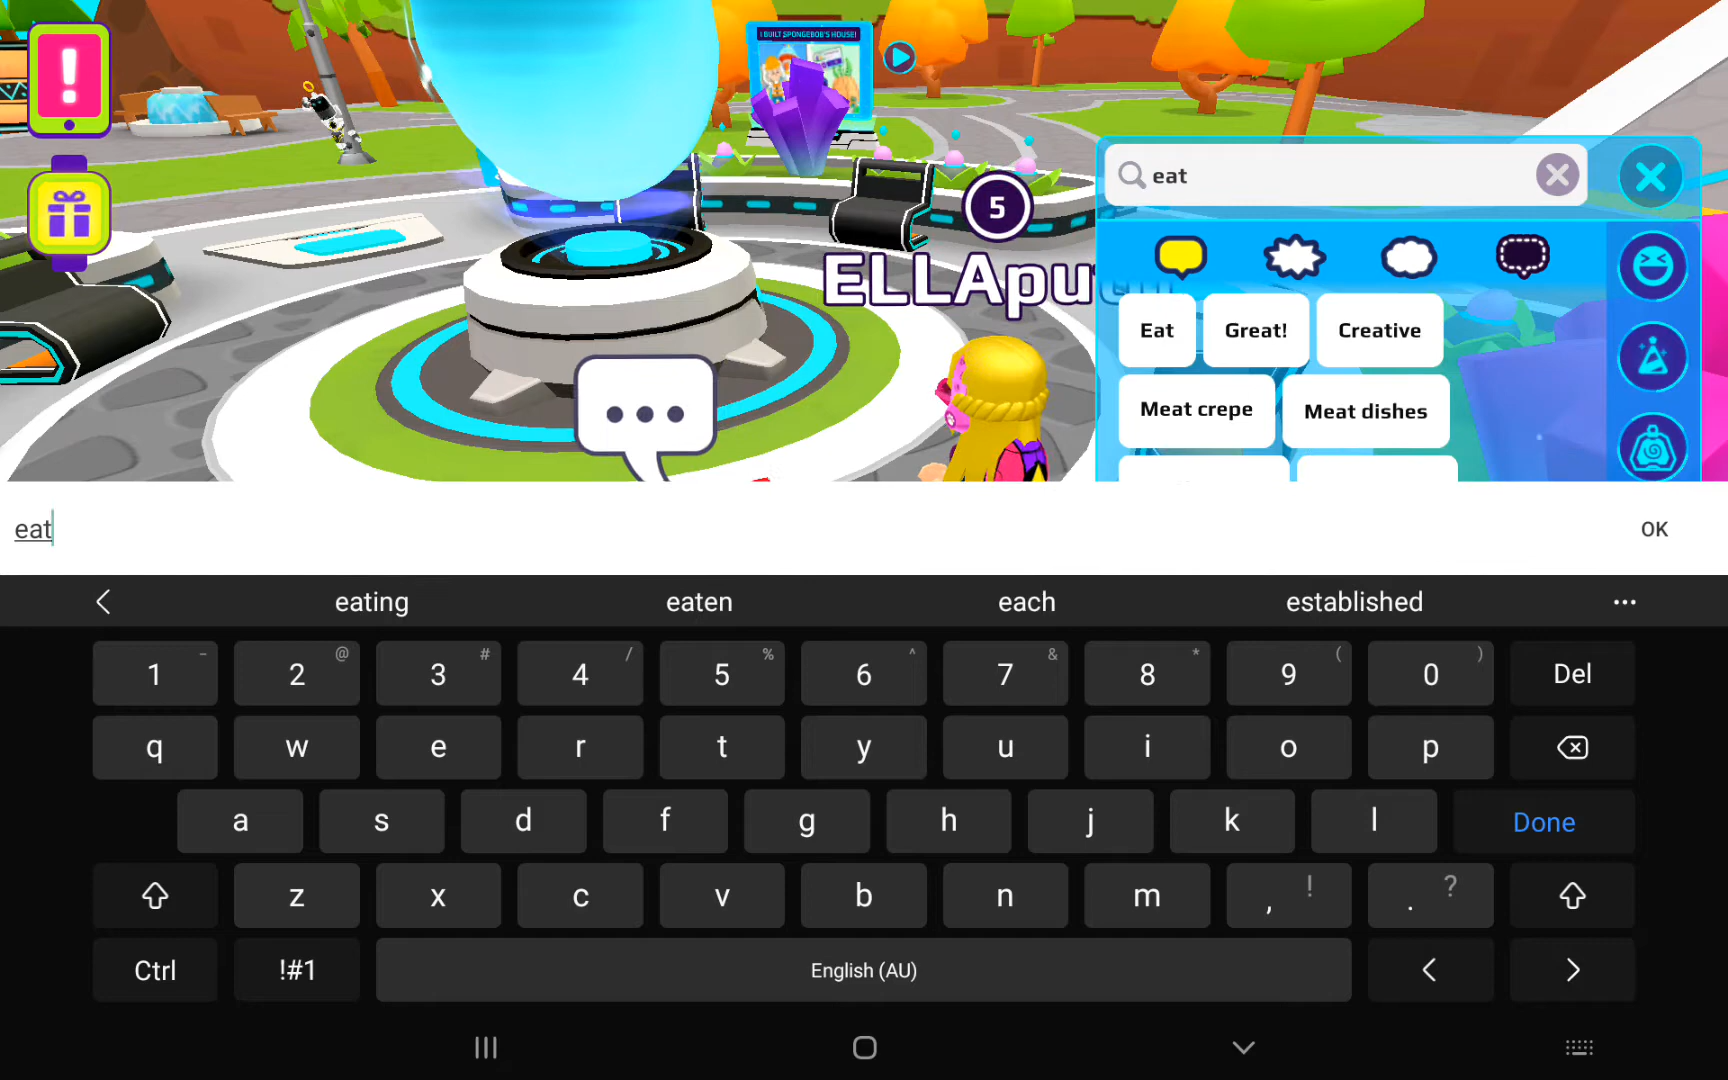 I BUILT SPONGEBOB'S HOUSE!
eat
5
Eat
Great!
Creative
Meat crepe
Meat dishes
eat
OK
eating
eaten
each
established
1 - 2 @ 3 # 4 / 5 % 6 ^ 7 & 8 * 9 ( 0 ) Del
q w e r t y u i o p
a s d f g h j k l Done
z x c v b n m , ! . ?
Ctrl !#1 English (AU) < >